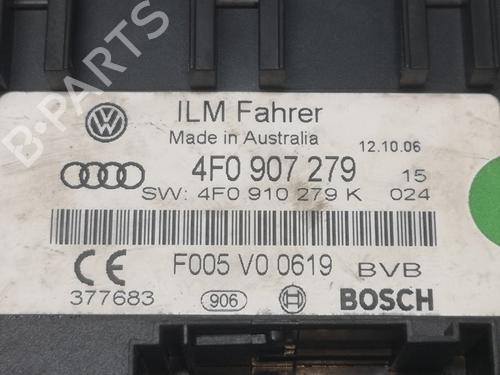 B-PARTS
ILM Fahrer
Made in Australia
12.10.06
4F0 907 279 15
SW: 4F0 910 279 K 024
F005 V0 0619 BVB
CE
377683 906 BOSCH